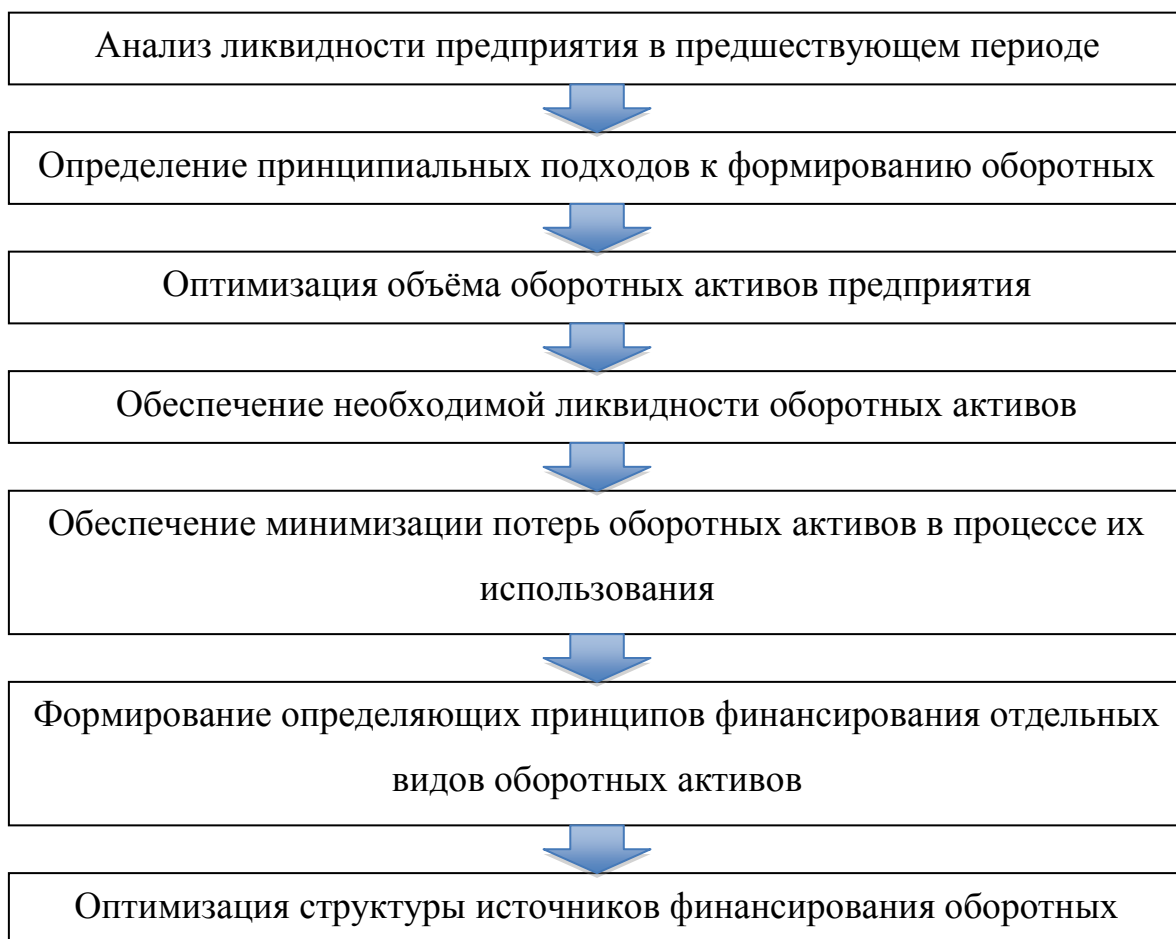 Анализ ликвидности предприятия в предшествующем периоде
Определение принципиальных подходов к формированию оборотных
Оптимизация объёма оборотных активов предприятия
Обеспечение необходимой ликвидности оборотных активов
Обеспечение минимизации потерь оборотных активов в процессе их
использования
Формирование определяющих принципов финансирования отдельных
видов оборотных активов
Оптимизация структуры источников финансирования оборотных